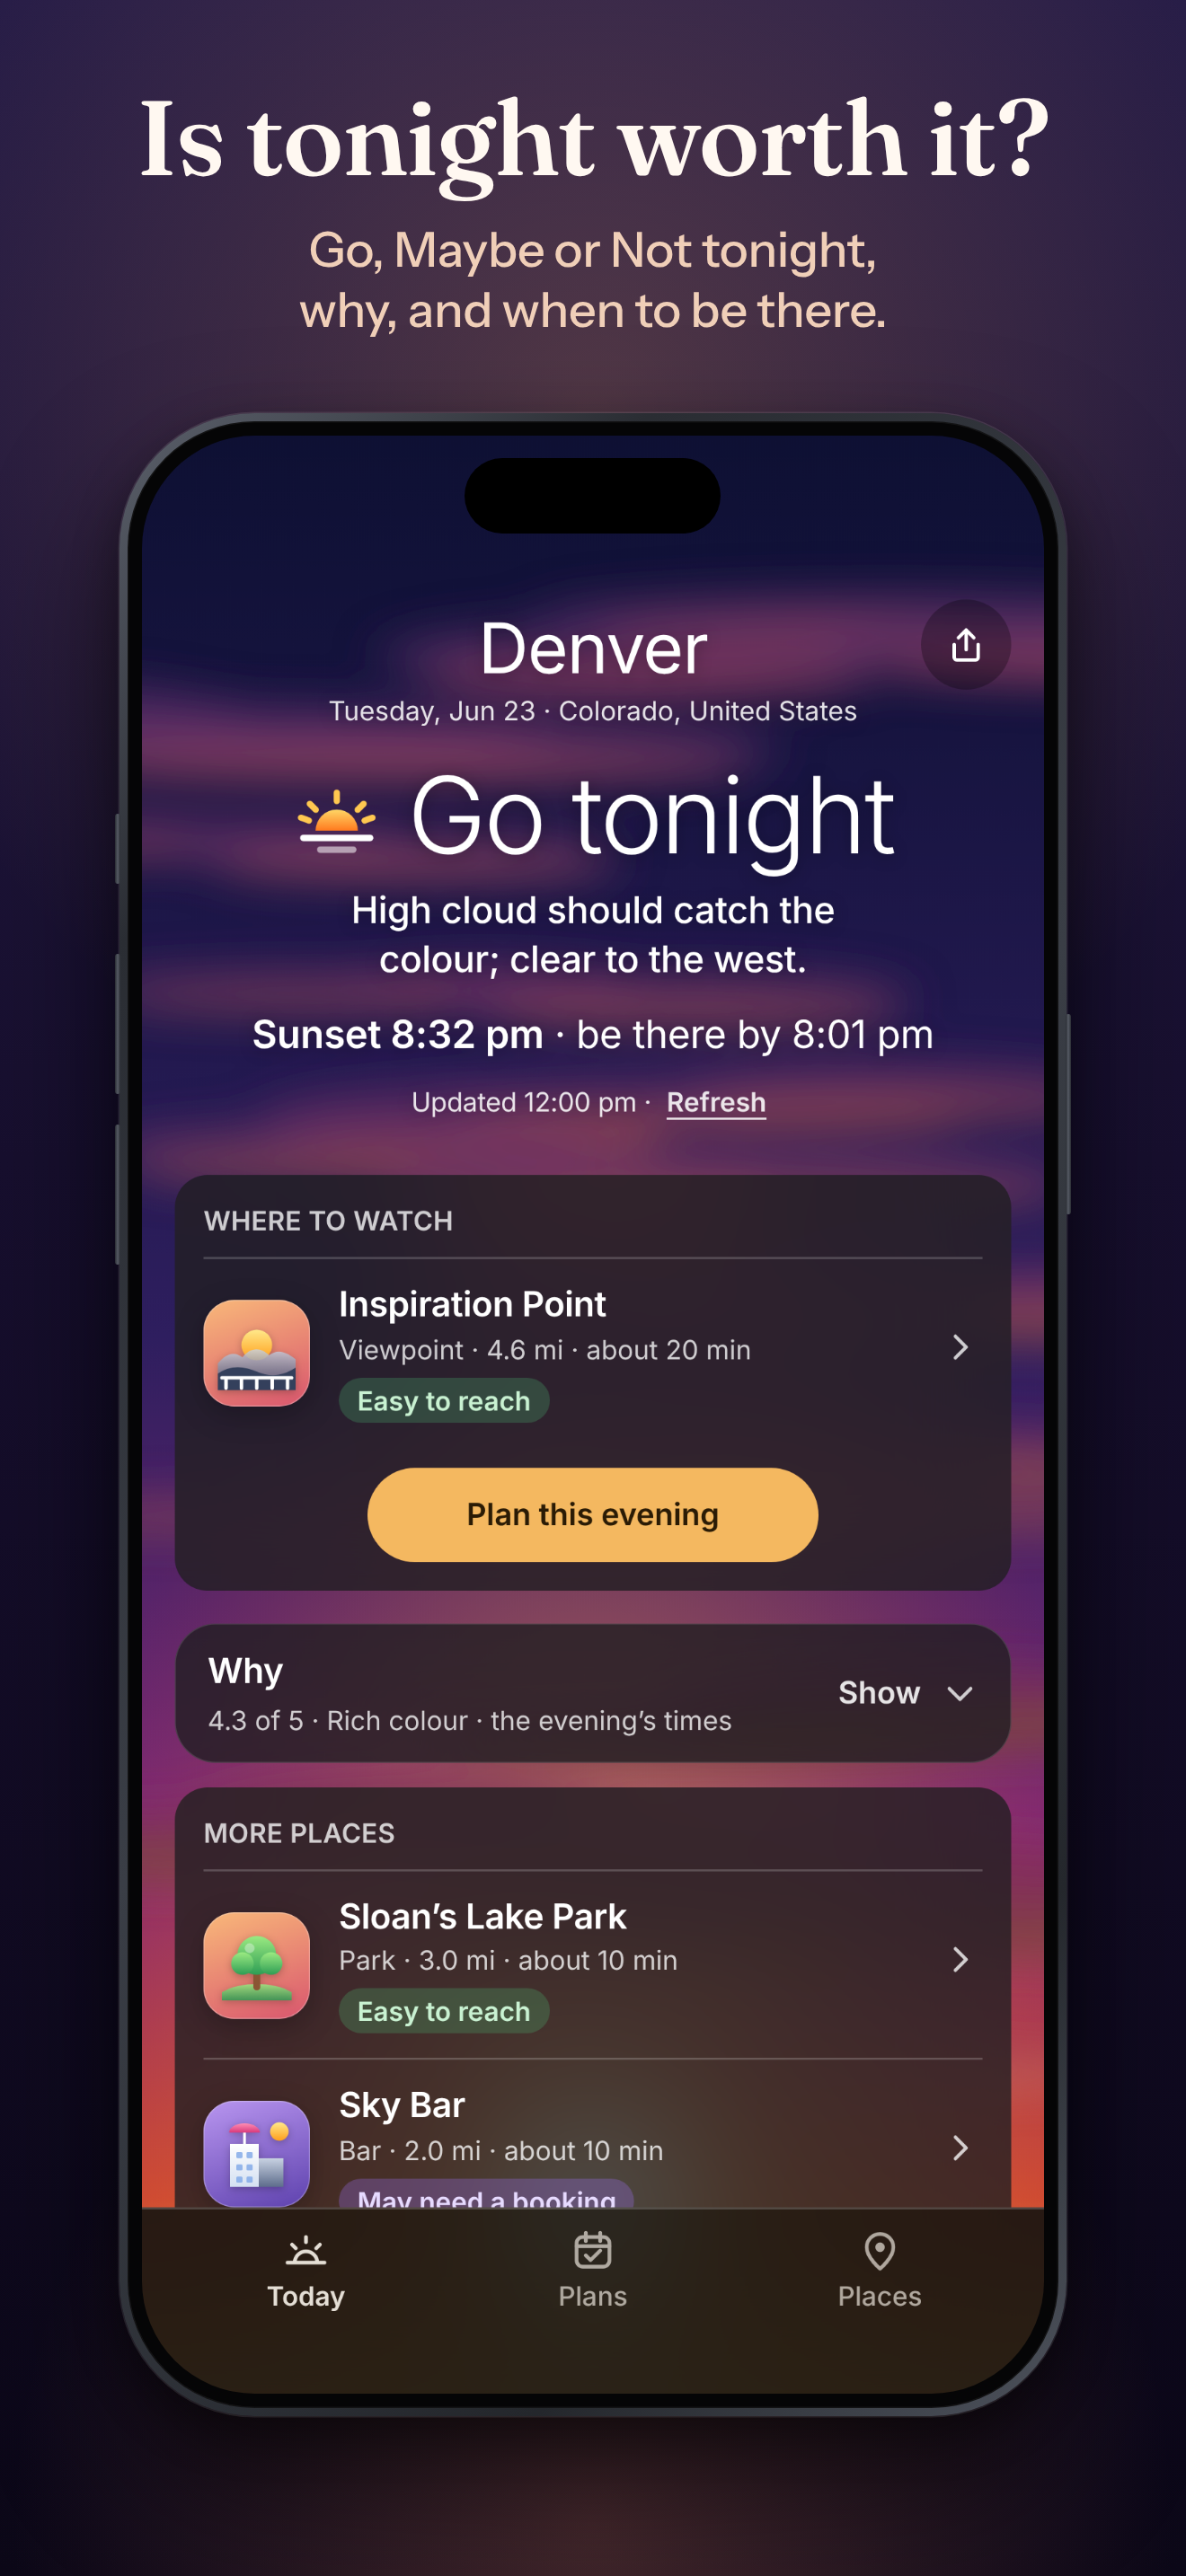 Is tonight worth it?
Go, Maybe or Not tonight,
why, and when to be there.
Denver
Tuesday, Jun 23 · Colorado, United States
Go tonight
High cloud should catch the
colour; clear to the west.
Sunset 8:32 pm · be there by 8:01 pm
Updated 12:00 pm · Refresh
WHERE TO WATCH
Inspiration Point
Viewpoint · 4.6 mi · about 20 min
Easy to reach
Plan this evening
Why
4.3 of 5 · Rich colour · the evening’s times
Show
MORE PLACES
Sloan’s Lake Park
Park · 3.0 mi · about 10 min
Easy to reach
Sky Bar
Bar · 2.0 mi · about 10 min
May need a booking
Today
Plans
Places